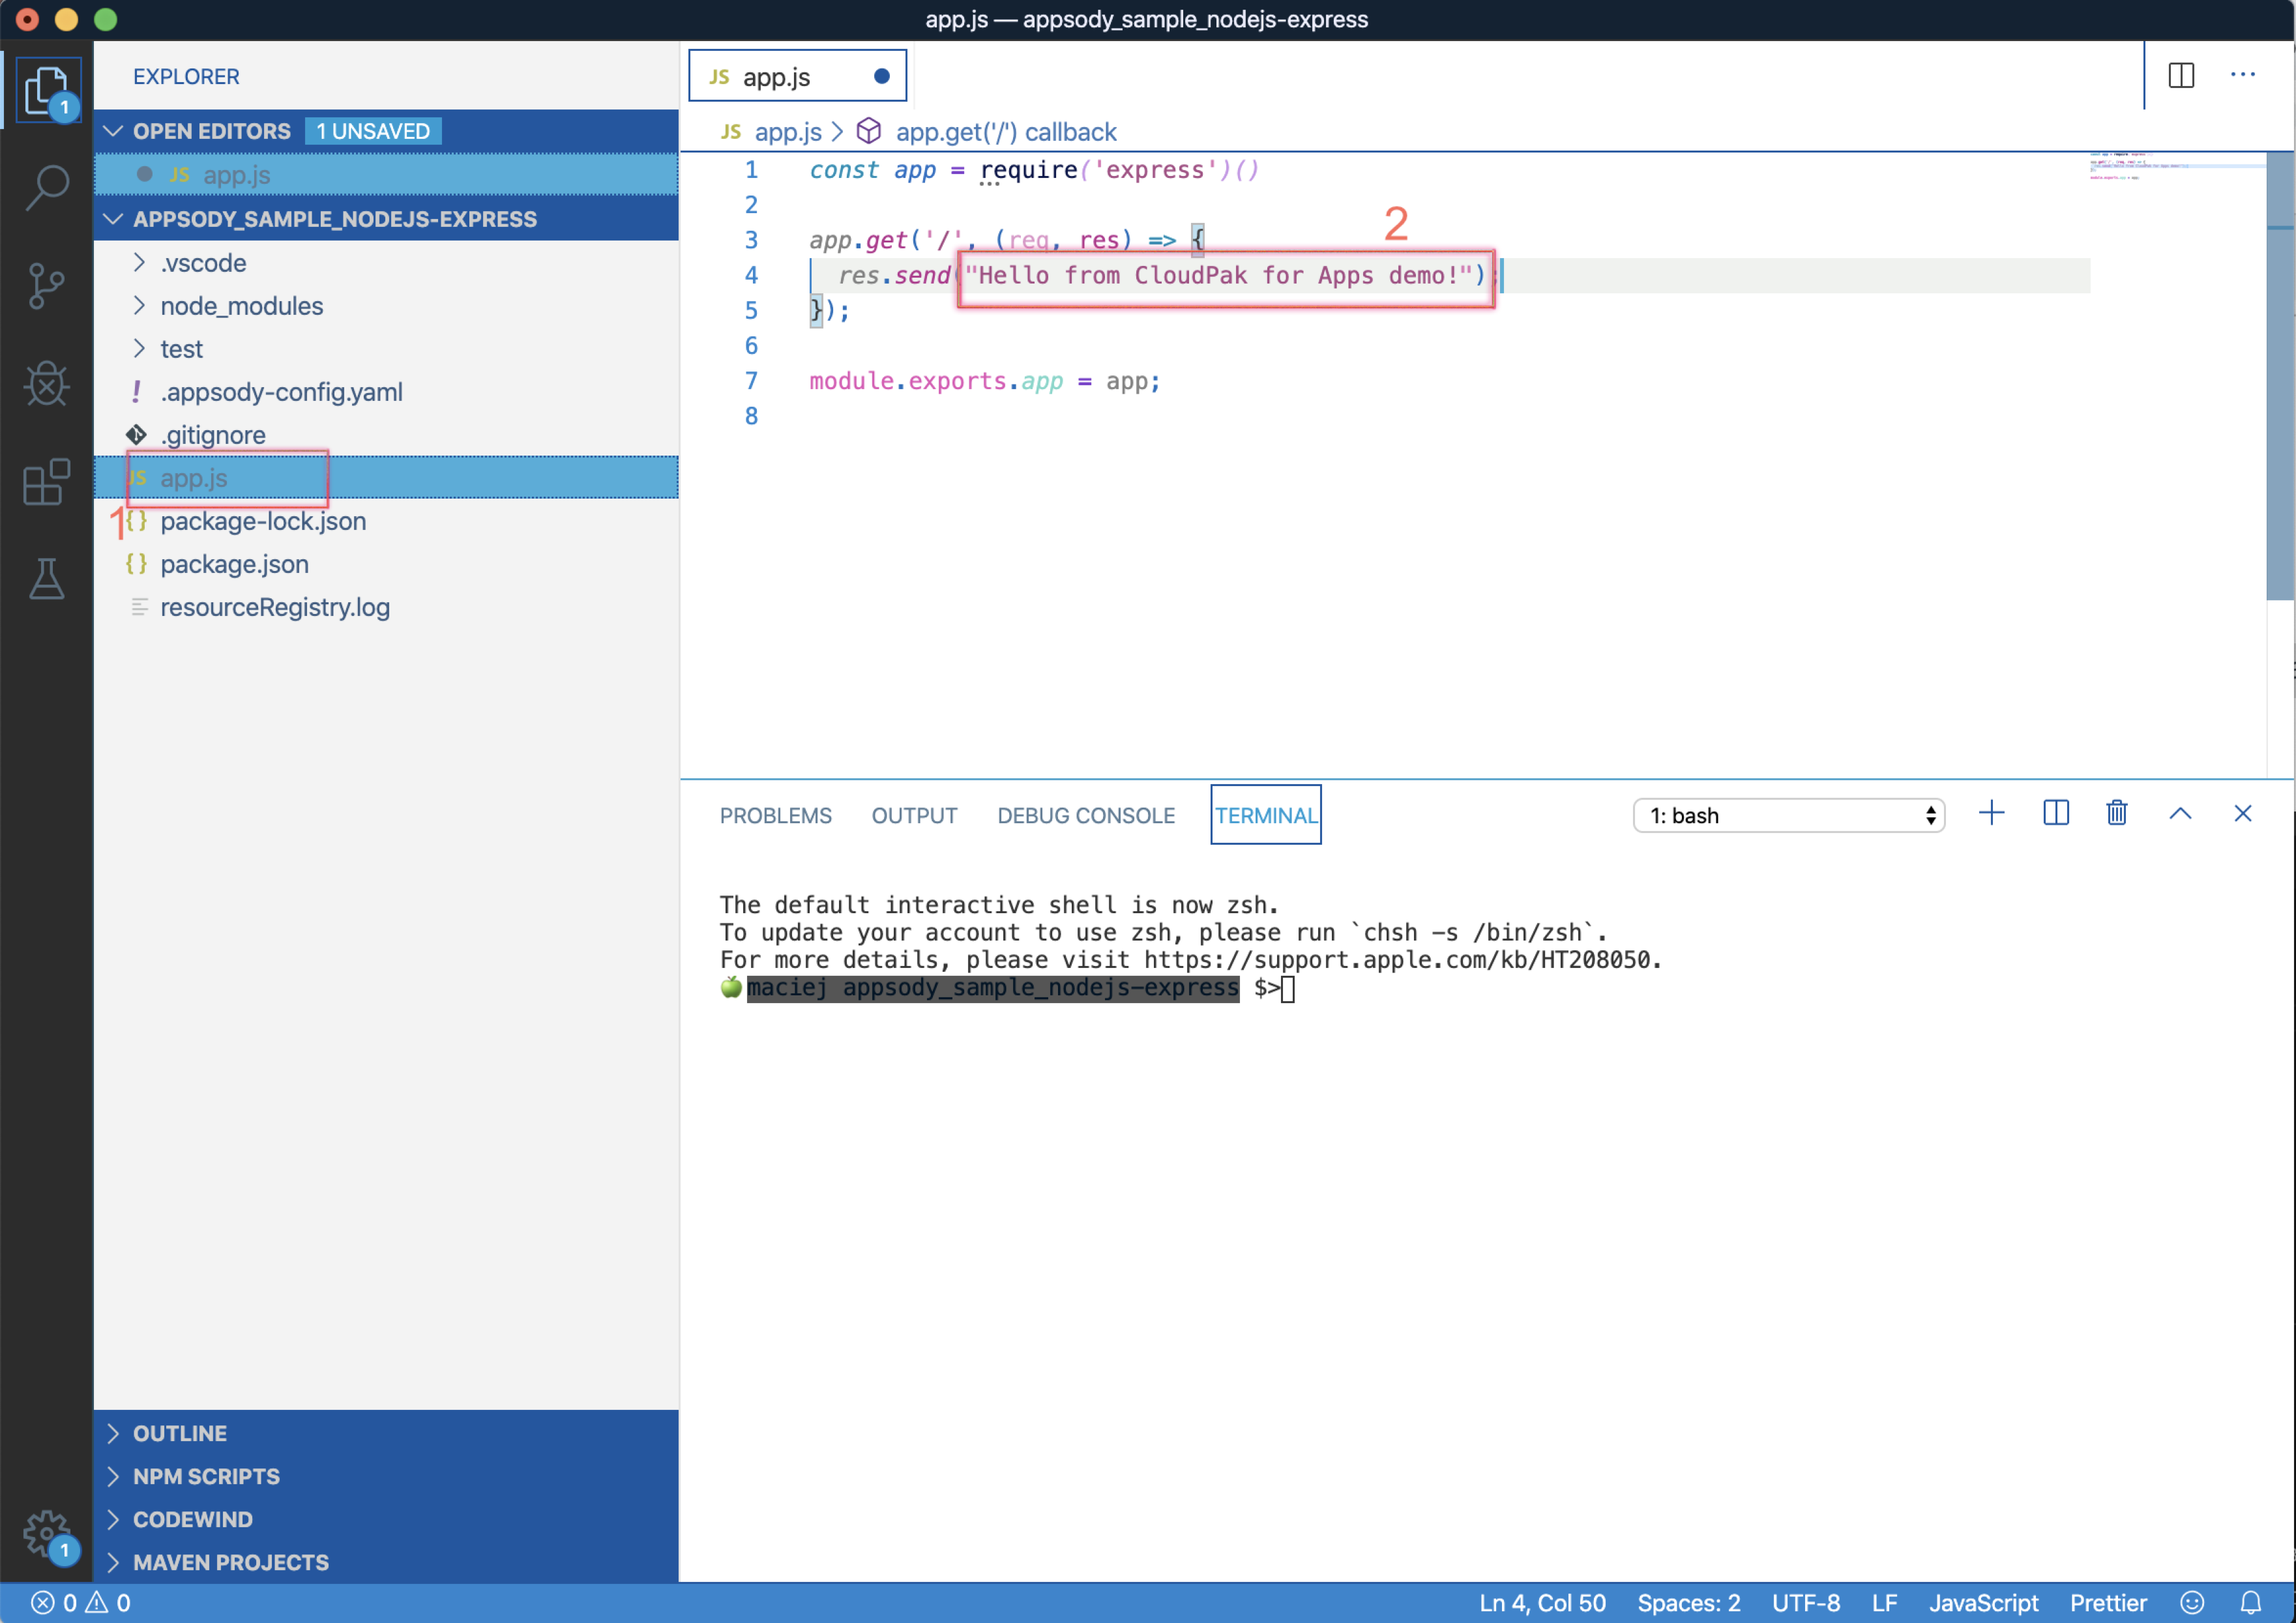 app.js — appsody_sample_nodejs-express
EXPLORER
1
OPEN EDITORS 1 UNSAVED
JS app.js
APPSODY_SAMPLE_NODEJS-EXPRESS
.vscode
node_modules
test
! .appsody-config.yaml
.gitignore
JS app.js
1
{} package-lock.json
{} package.json
resourceRegistry.log
OUTLINE
NPM SCRIPTS
CODEWIND
MAVEN PROJECTS
1
JS app.js
JS app.js > app.get('/') callback
1 const app = require('express')()
2
2
3 app.get('/', (req, res) => {
4 res.send("Hello from CloudPak for Apps demo!");
5 });
6
7 module.exports.app = app;
8
PROBLEMS OUTPUT DEBUG CONSOLE TERMINAL 1: bash
The default interactive shell is now zsh.
To update your account to use zsh, please run `chsh -s /bin/zsh`.
For more details, please visit https://support.apple.com/kb/HT208050.
🍏maciej appsody_sample_nodejs-express $>
0 0 Ln 4, Col 50 Spaces: 2 UTF-8 LF JavaScript Prettier